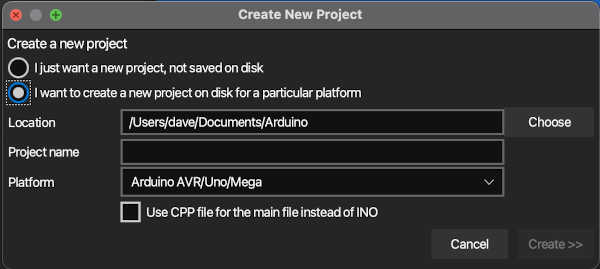 Create New Project
Create a new project
I just want a new project, not saved on disk
I want to create a new project on disk for a particular platform
Location /Users/dave/Documents/Arduino Choose
Project name
Platform Arduino AVR/Uno/Mega
Use CPP file for the main file instead of INO
Cancel Create >>